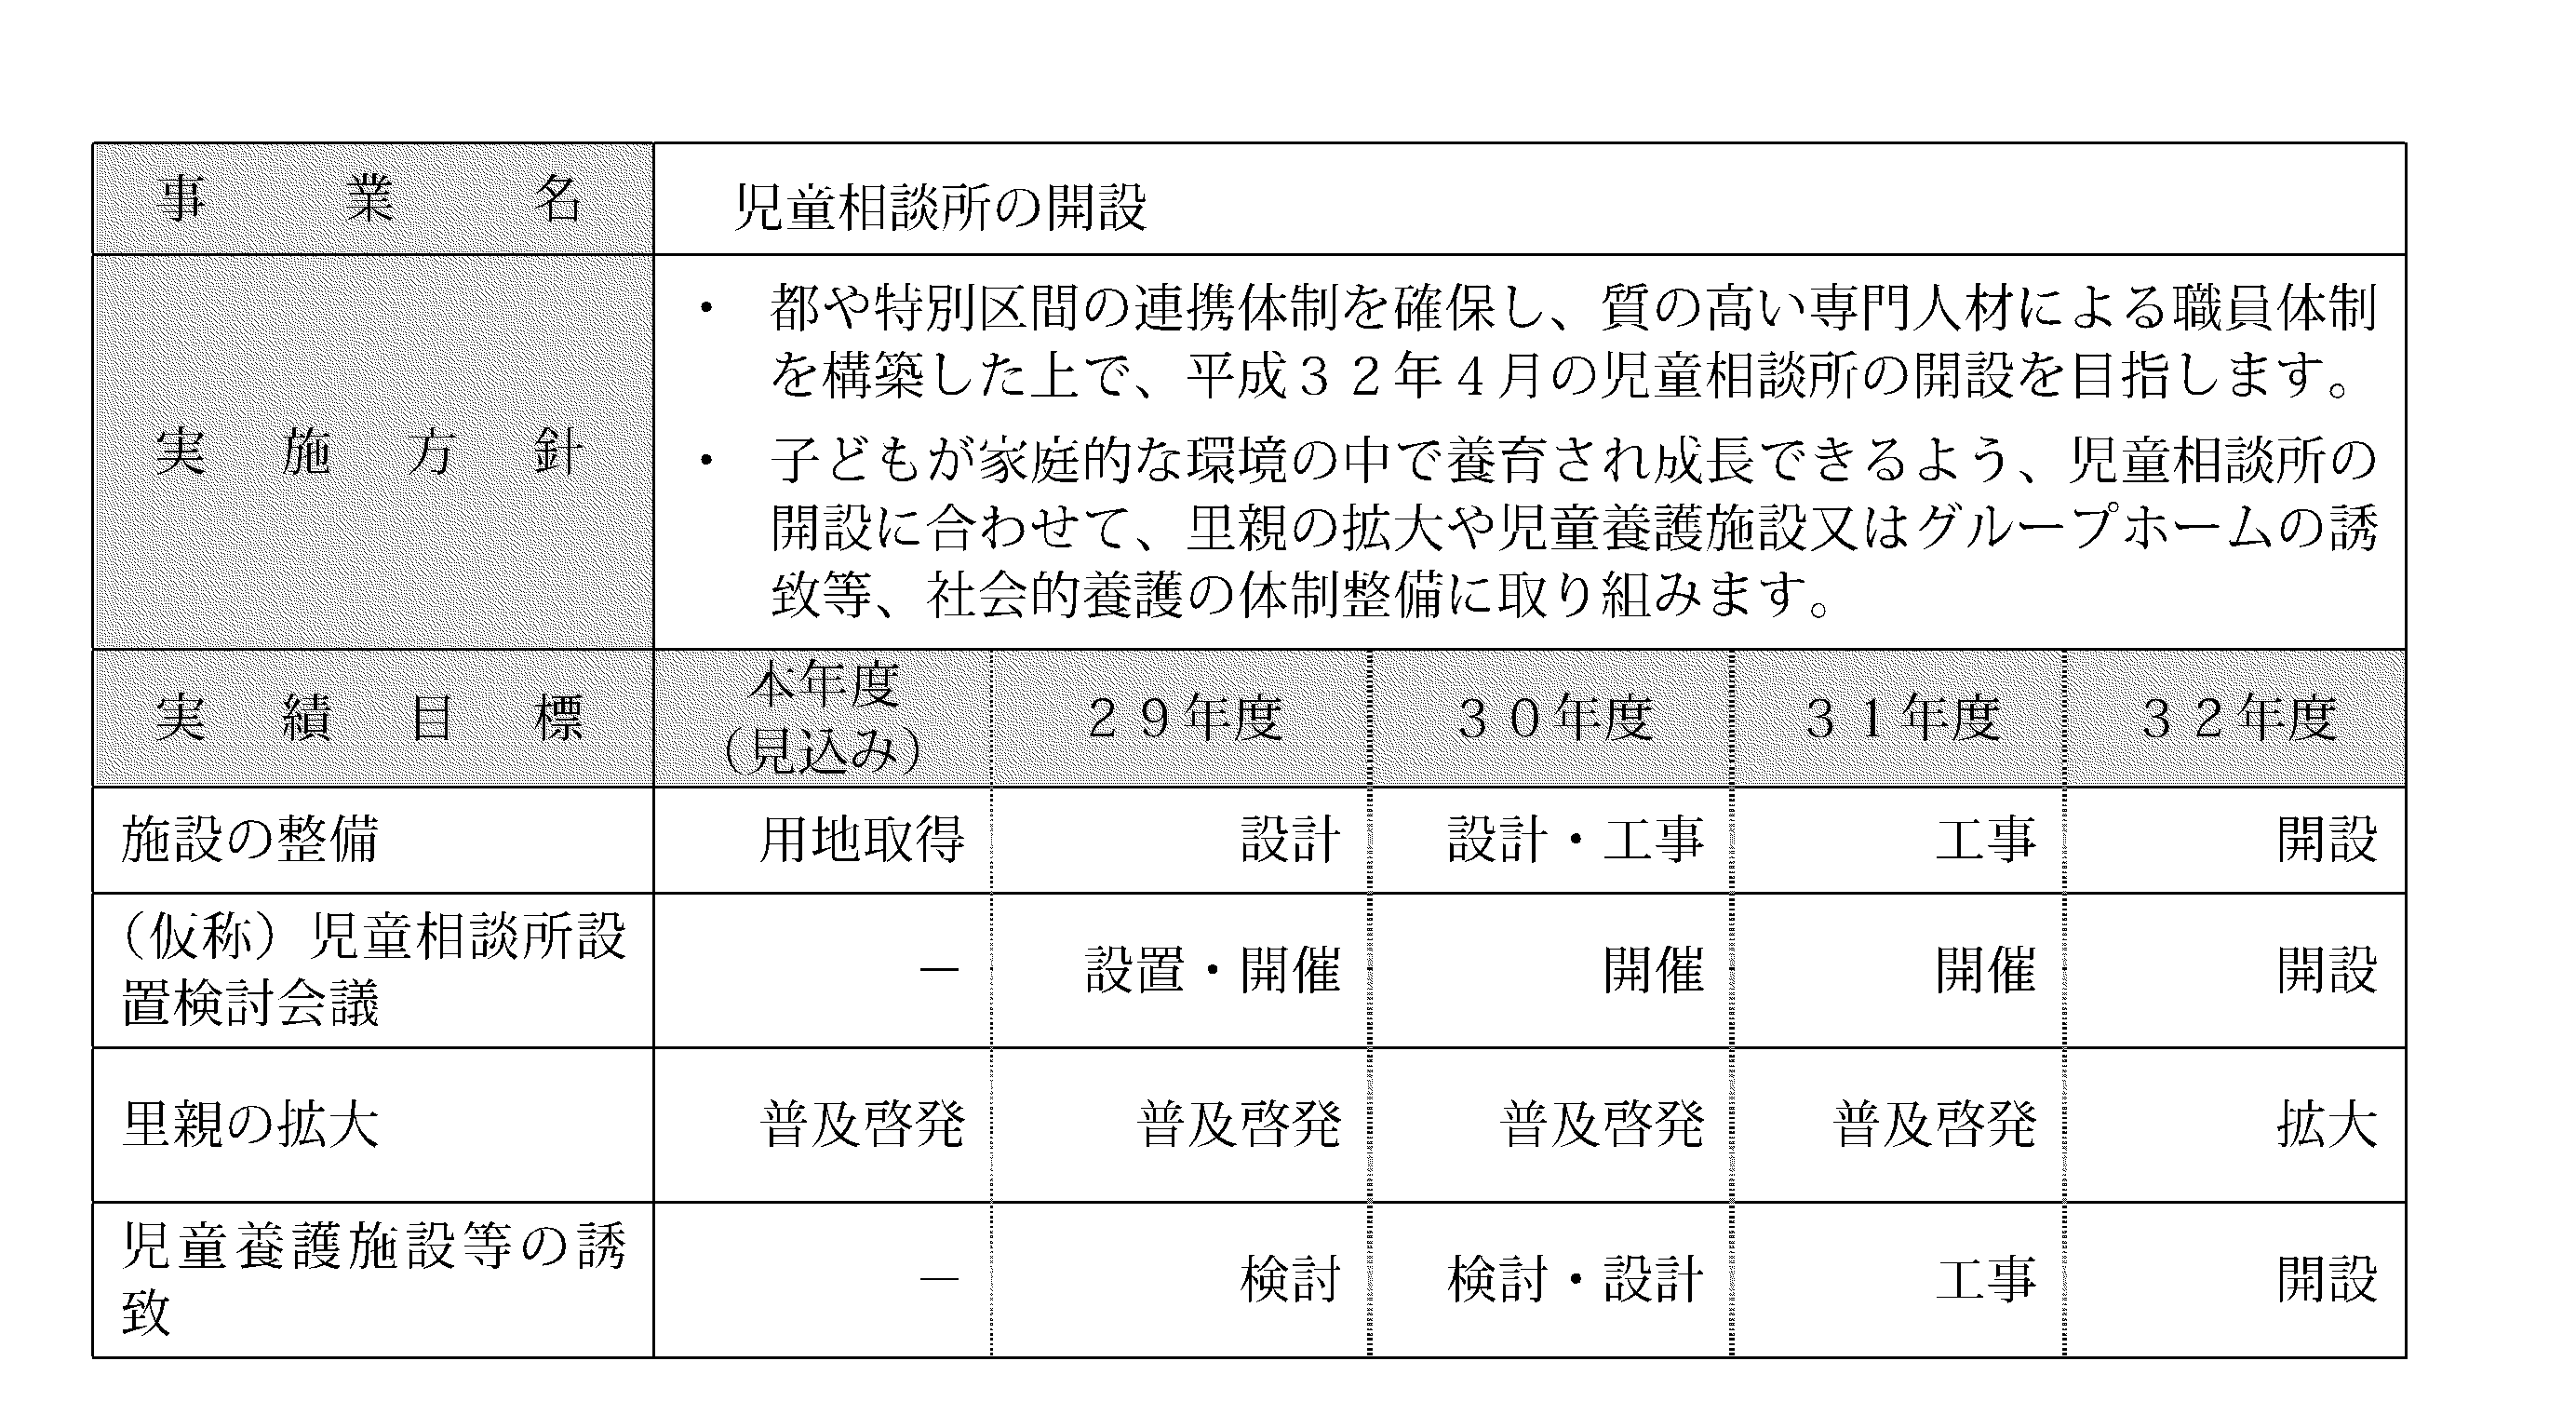 事業名
児童相談所の開設
実施方針
・ 都や特別区間の連携体制を確保し、質の高い専門人材による職員体制
を構築した上で、平成３２年４月の児童相談所の開設を目指します。
・ 子どもが家庭的な環境の中で養育され成長できるよう、児童相談所の
開設に合わせて、里親の拡大や児童養護施設又はグループホームの誘
致等、社会的養護の体制整備に取り組みます。
実績目標 本年度 ２９年度 ３０年度 ３１年度 ３２年度
（見込み）
施設の整備 用地取得 設計 設計・工事 工事 開設
（仮称）児童相談所設
置検討会議
－ 設置・開催 開催 開催 開設
里親の拡大 普及啓発 普及啓発 普及啓発 普及啓発 拡大
児童養護施設等の誘
致
－ 検討 検討・設計 工事 開設